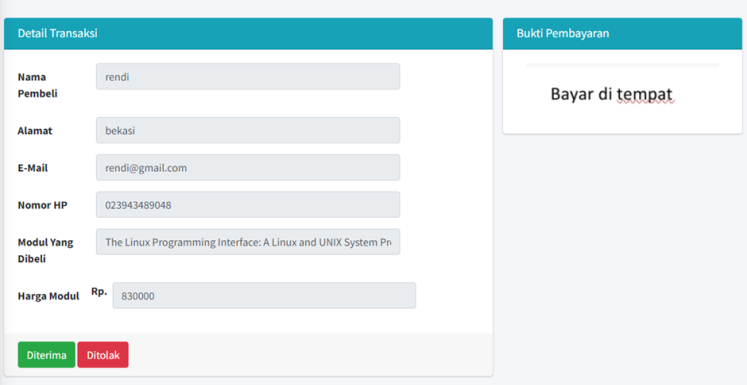 Detail Transaksi
Nama
Pembeli
rendi
Alamat
bekasi
E-Mail
rendi@gmail.com
Nomor HP
023943489048
Modul Yang
Dibeli
The Linux Programming Interface: A Linux and UNIX System Pr
Harga Modul
Rp.
830000
Diterima
Ditolak
Bukti Pembayaran
Bayar di tempat